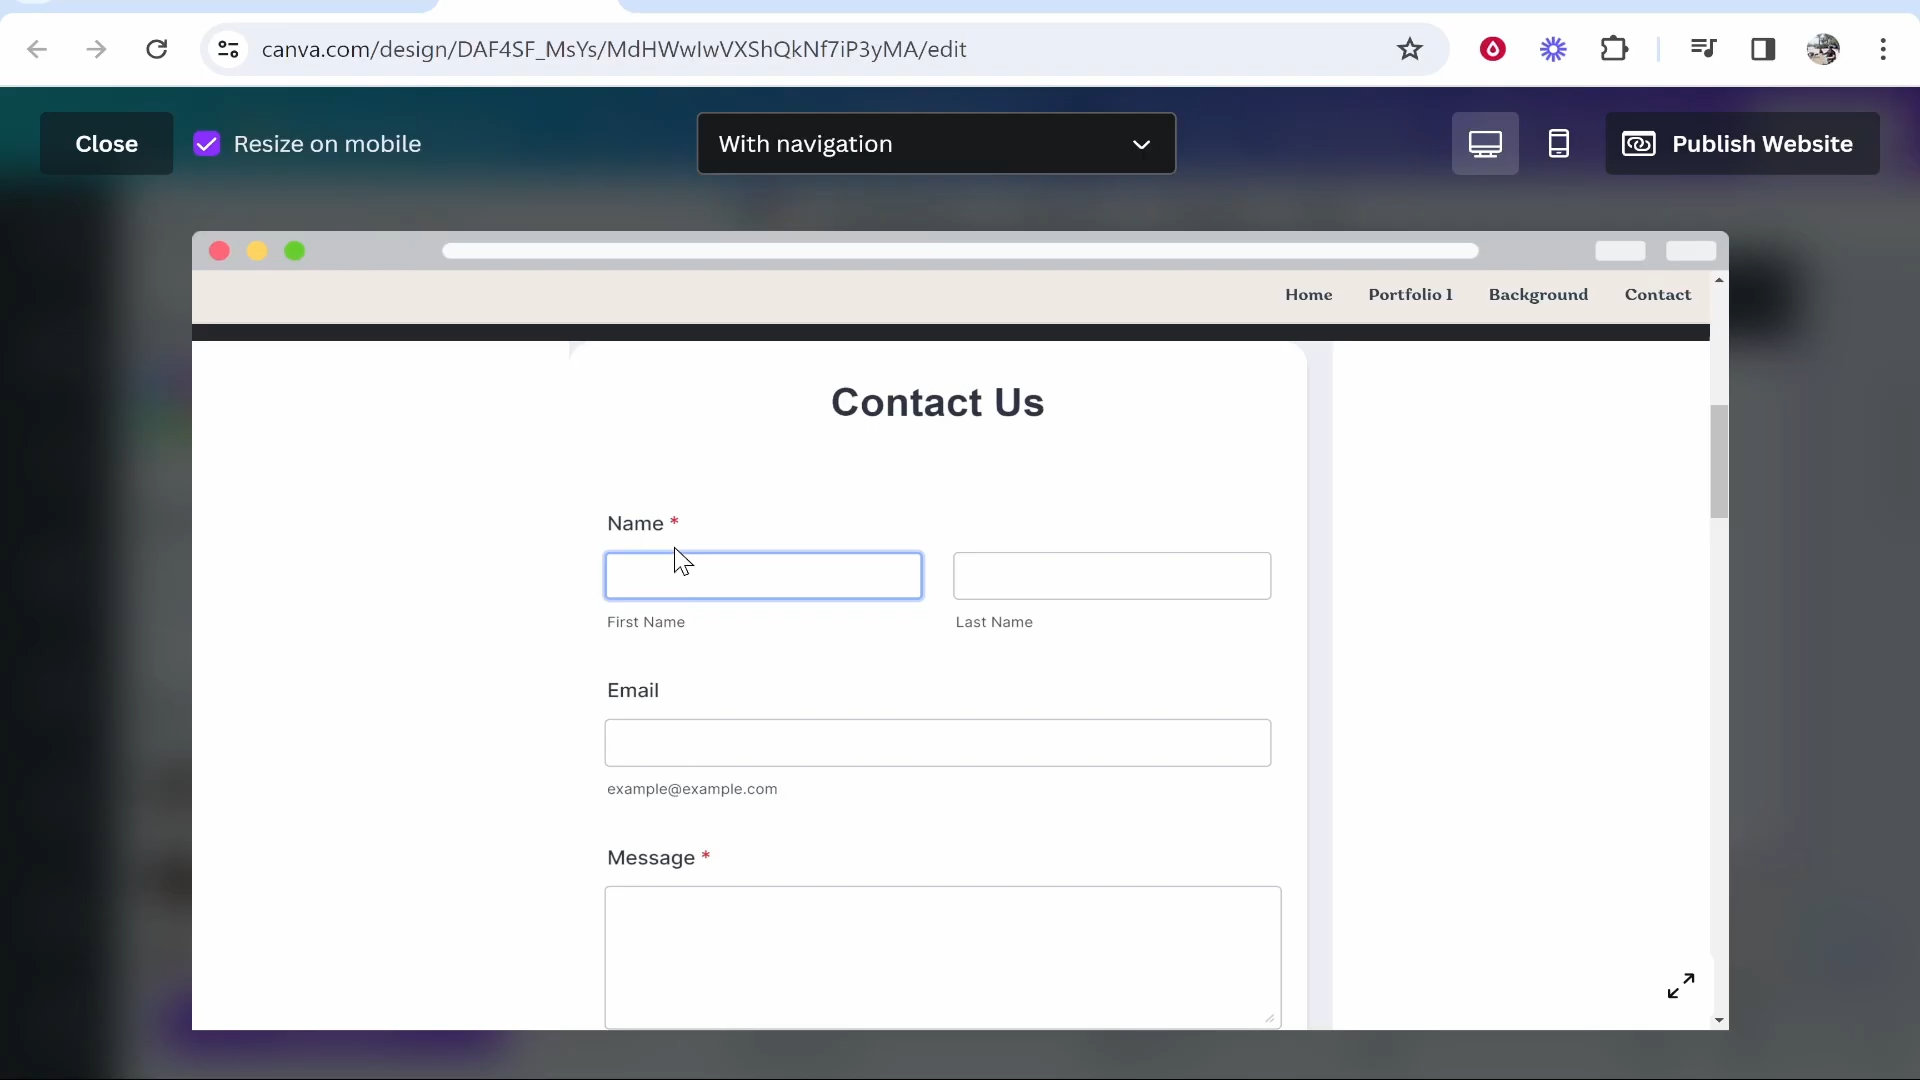 canva.com/design/DAF4SF_MsYs/MdHWwIwVXShQkNf7iP3yMA/edit
Close
Resize on mobile
With navigation
Publish Website
Home Portfolio 1 Background Contact
Contact Us
Name *
First Name Last Name
Email
example@example.com
Message *